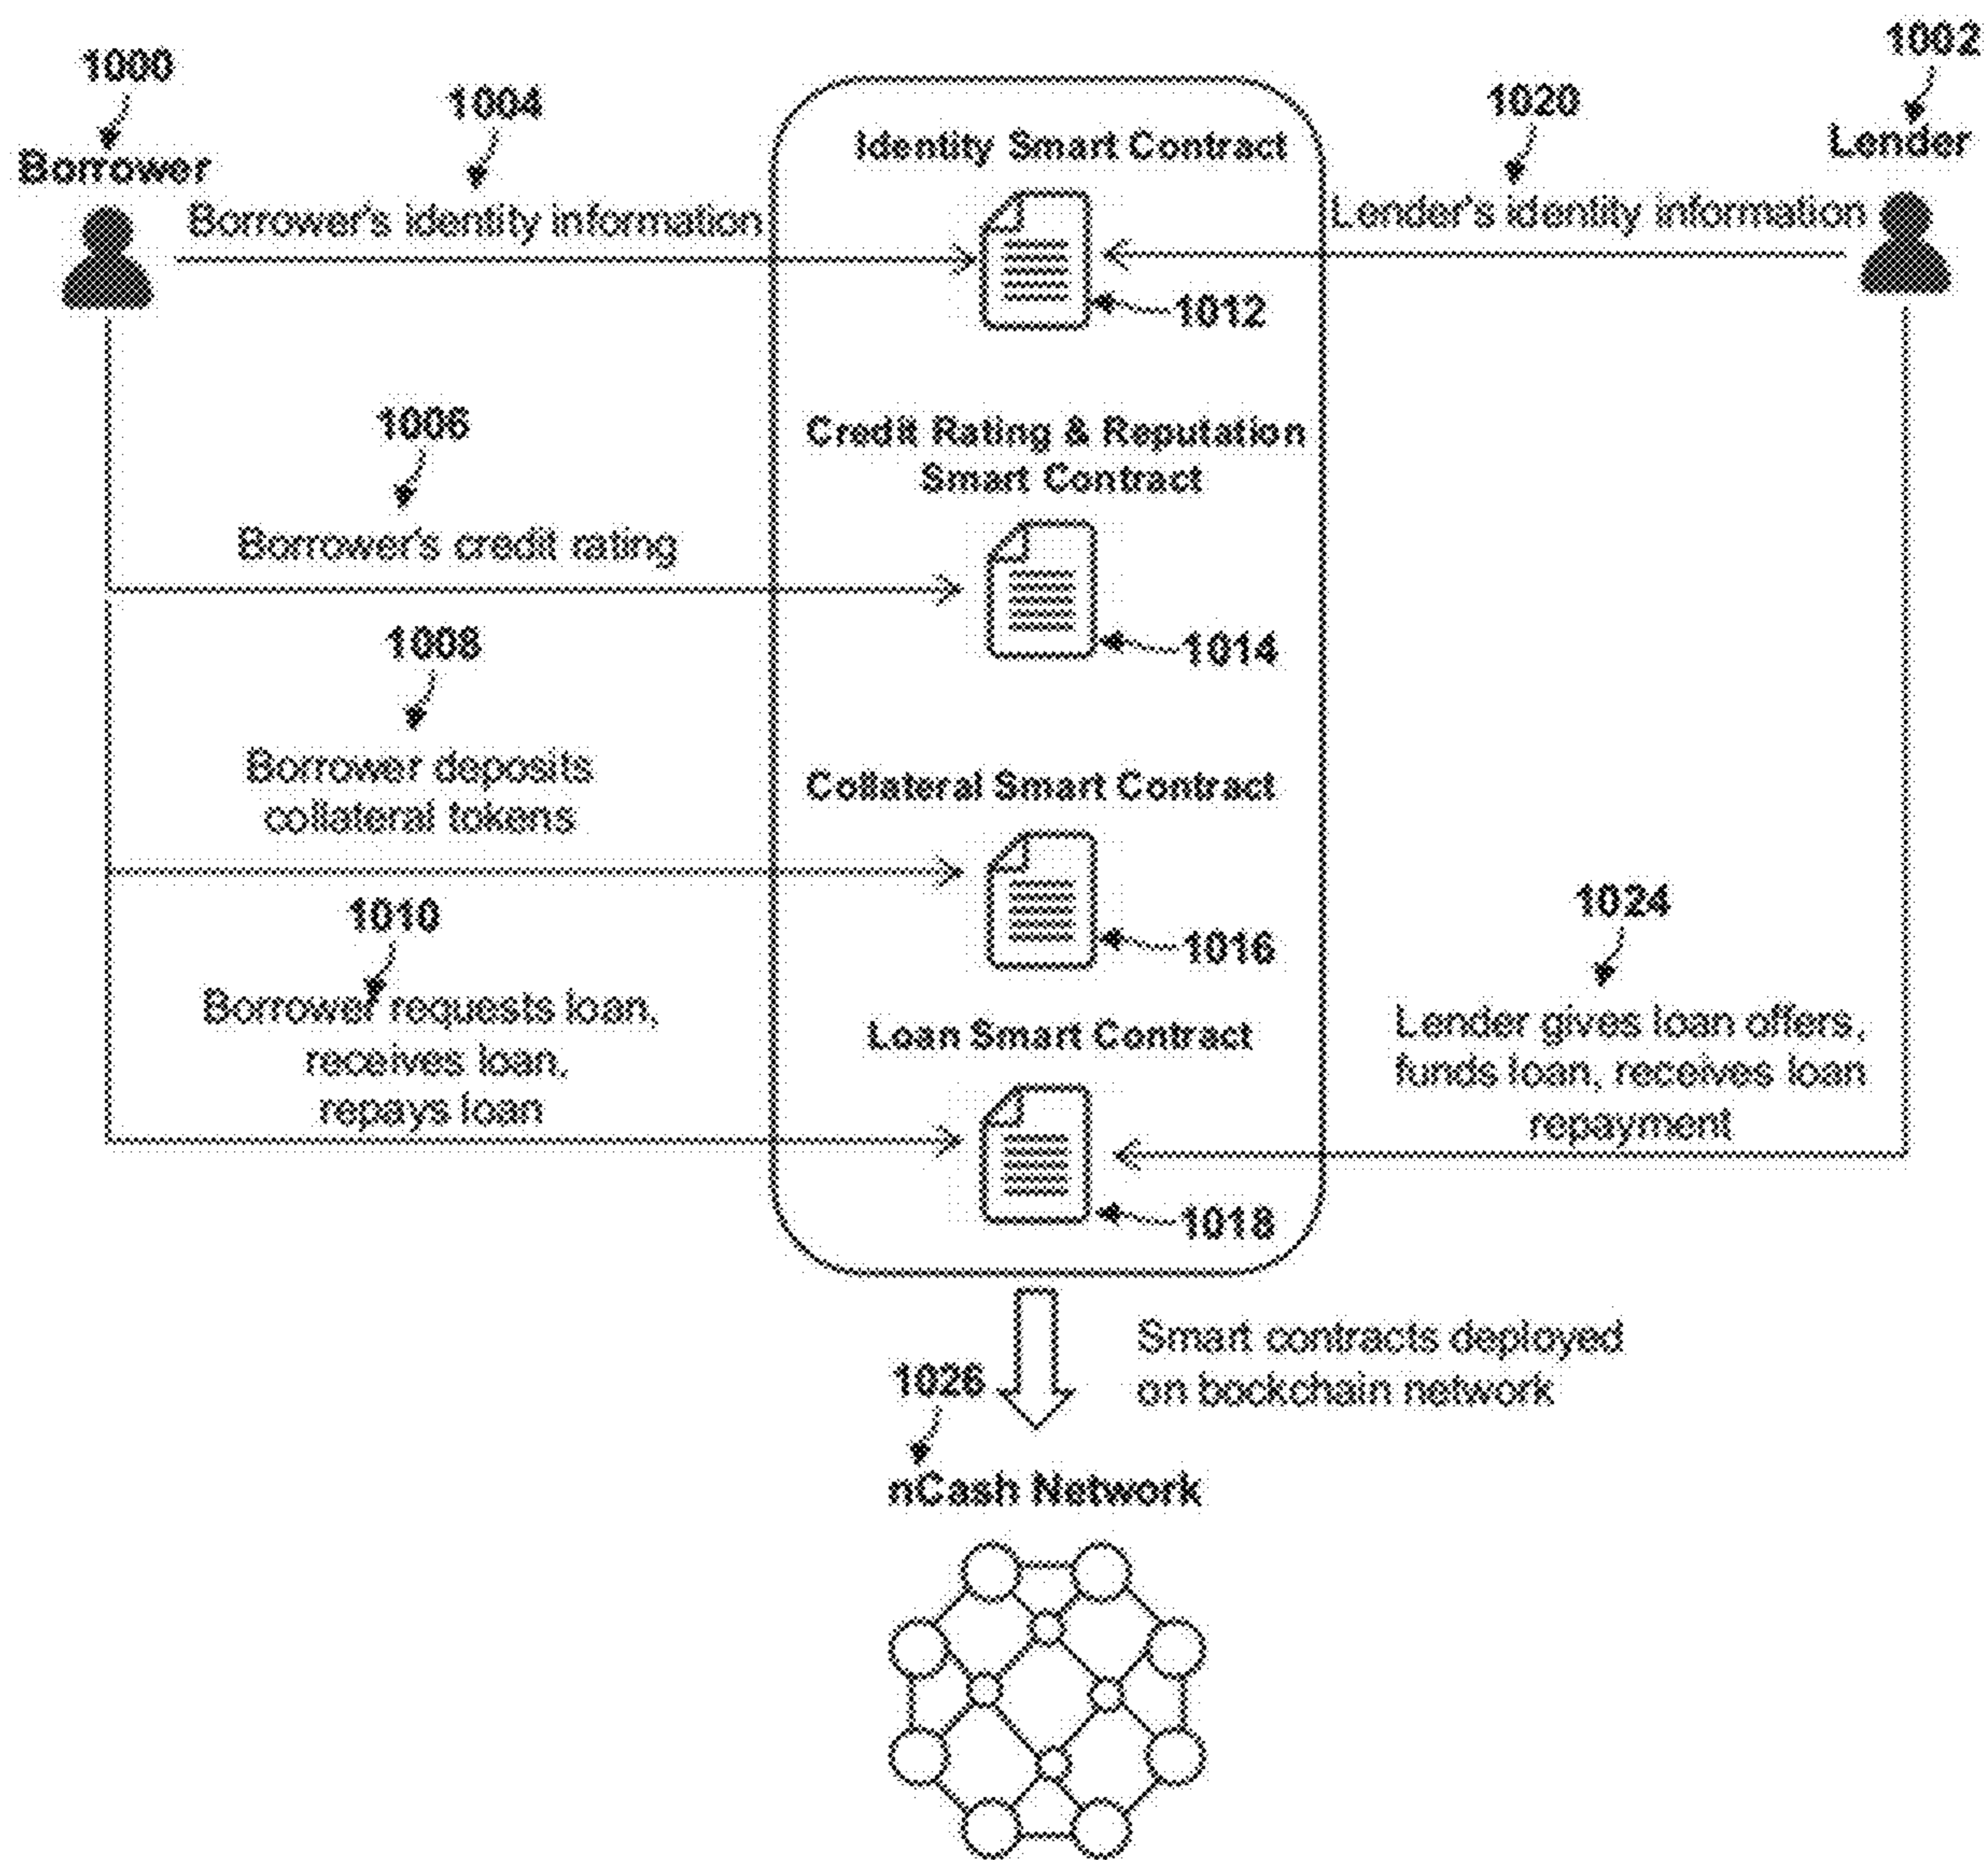 1000
1002
1004
1020
Borrower
Identity Smart Contract
Lender
Borrower's identity information
Lender's identity information
1012
1006
Credit Rating & Reputation
Smart Contract
Borrower's credit rating
1008
1014
Borrower deposits
collateral tokens
Collateral Smart Contract
1010
1016
1024
Borrower requests loan,
receives loan,
repays loan
Loan Smart Contract
Lender gives loan offers,
funds loan, receives loan
repayment
1018
Smart contracts deployed
on bockchain network
1026
nCash Network